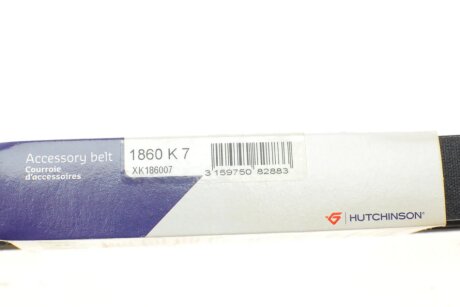 Accessory belt
Courroie
d'accessoires
1860 K 7
XK186007
3 159750 82883
HUTCHINSON®